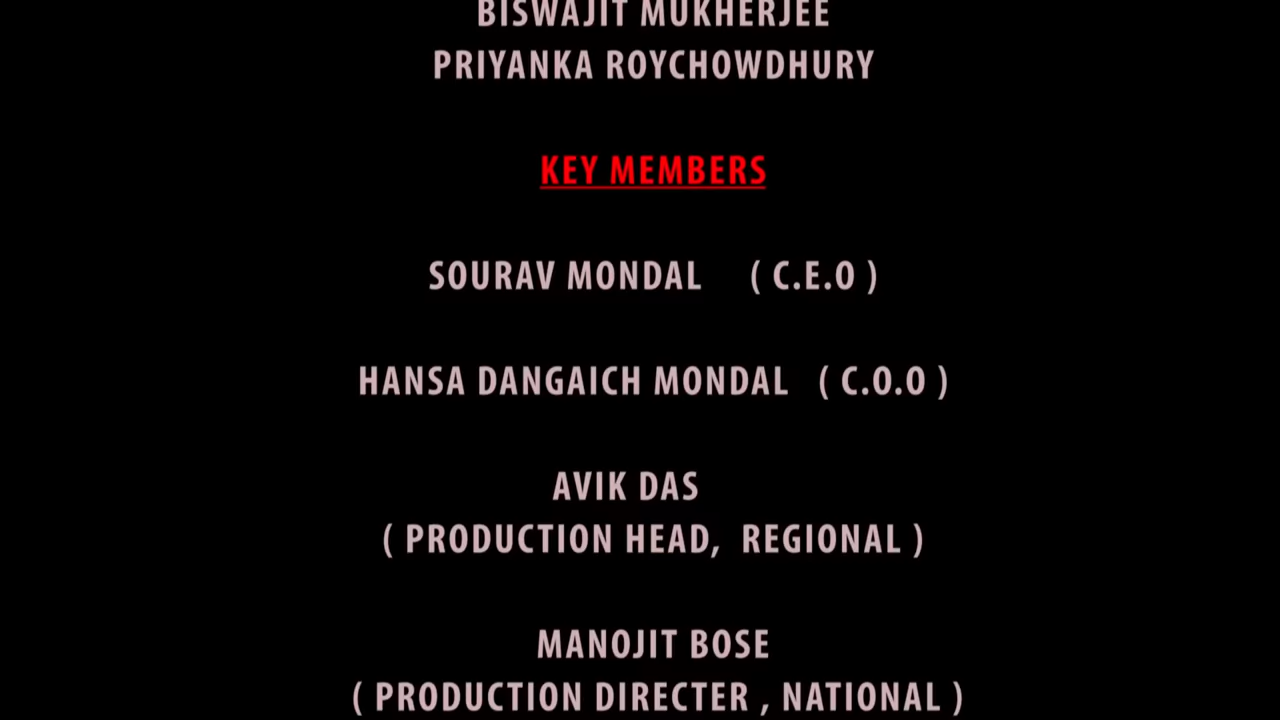 BISWAJIT MUKHERJEE
PRIYANKA ROYCHOWDHURY
KEY MEMBERS
SOURAV MONDAL ( C.E.O )
HANSA DANGAICH MONDAL ( C.O.O )
AVIK DAS
( PRODUCTION HEAD, REGIONAL )
MANOJIT BOSE
( PRODUCTION DIRECTER , NATIONAL )